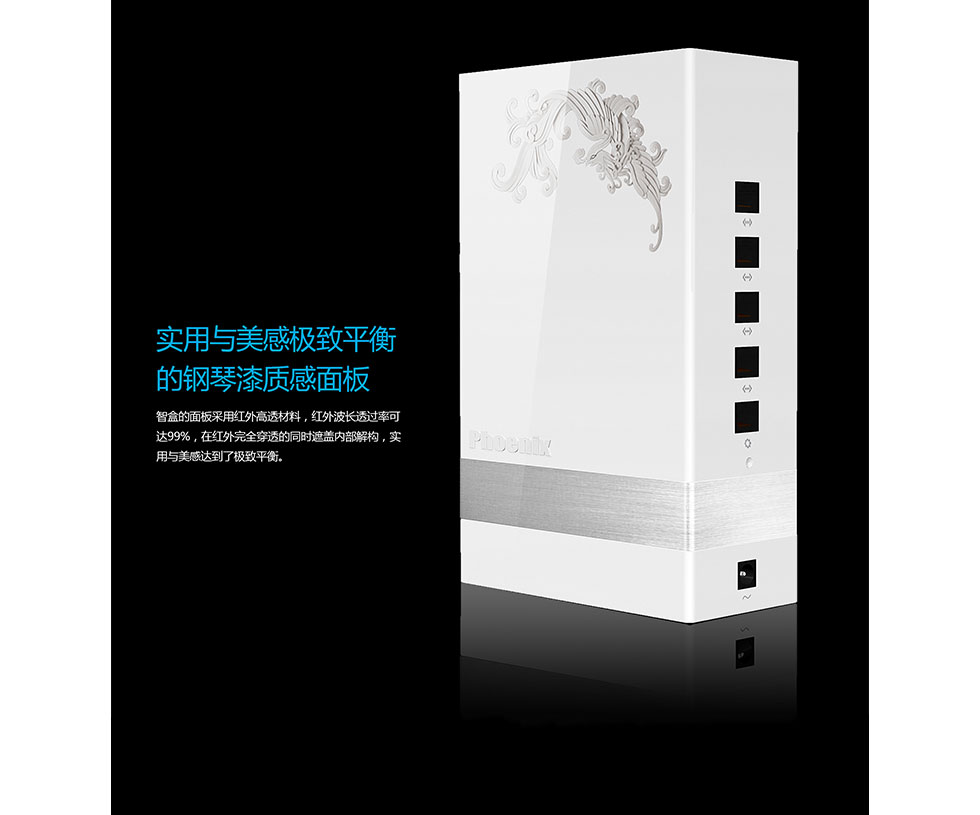 实用与美感极致平衡
的钢琴漆质感面板
智盒的面板采用红外高透材料，红外波长透过率可
达99%，在红外完全穿透的同时遮盖内部解构，实
用与美感达到了极致平衡。
Phoenix